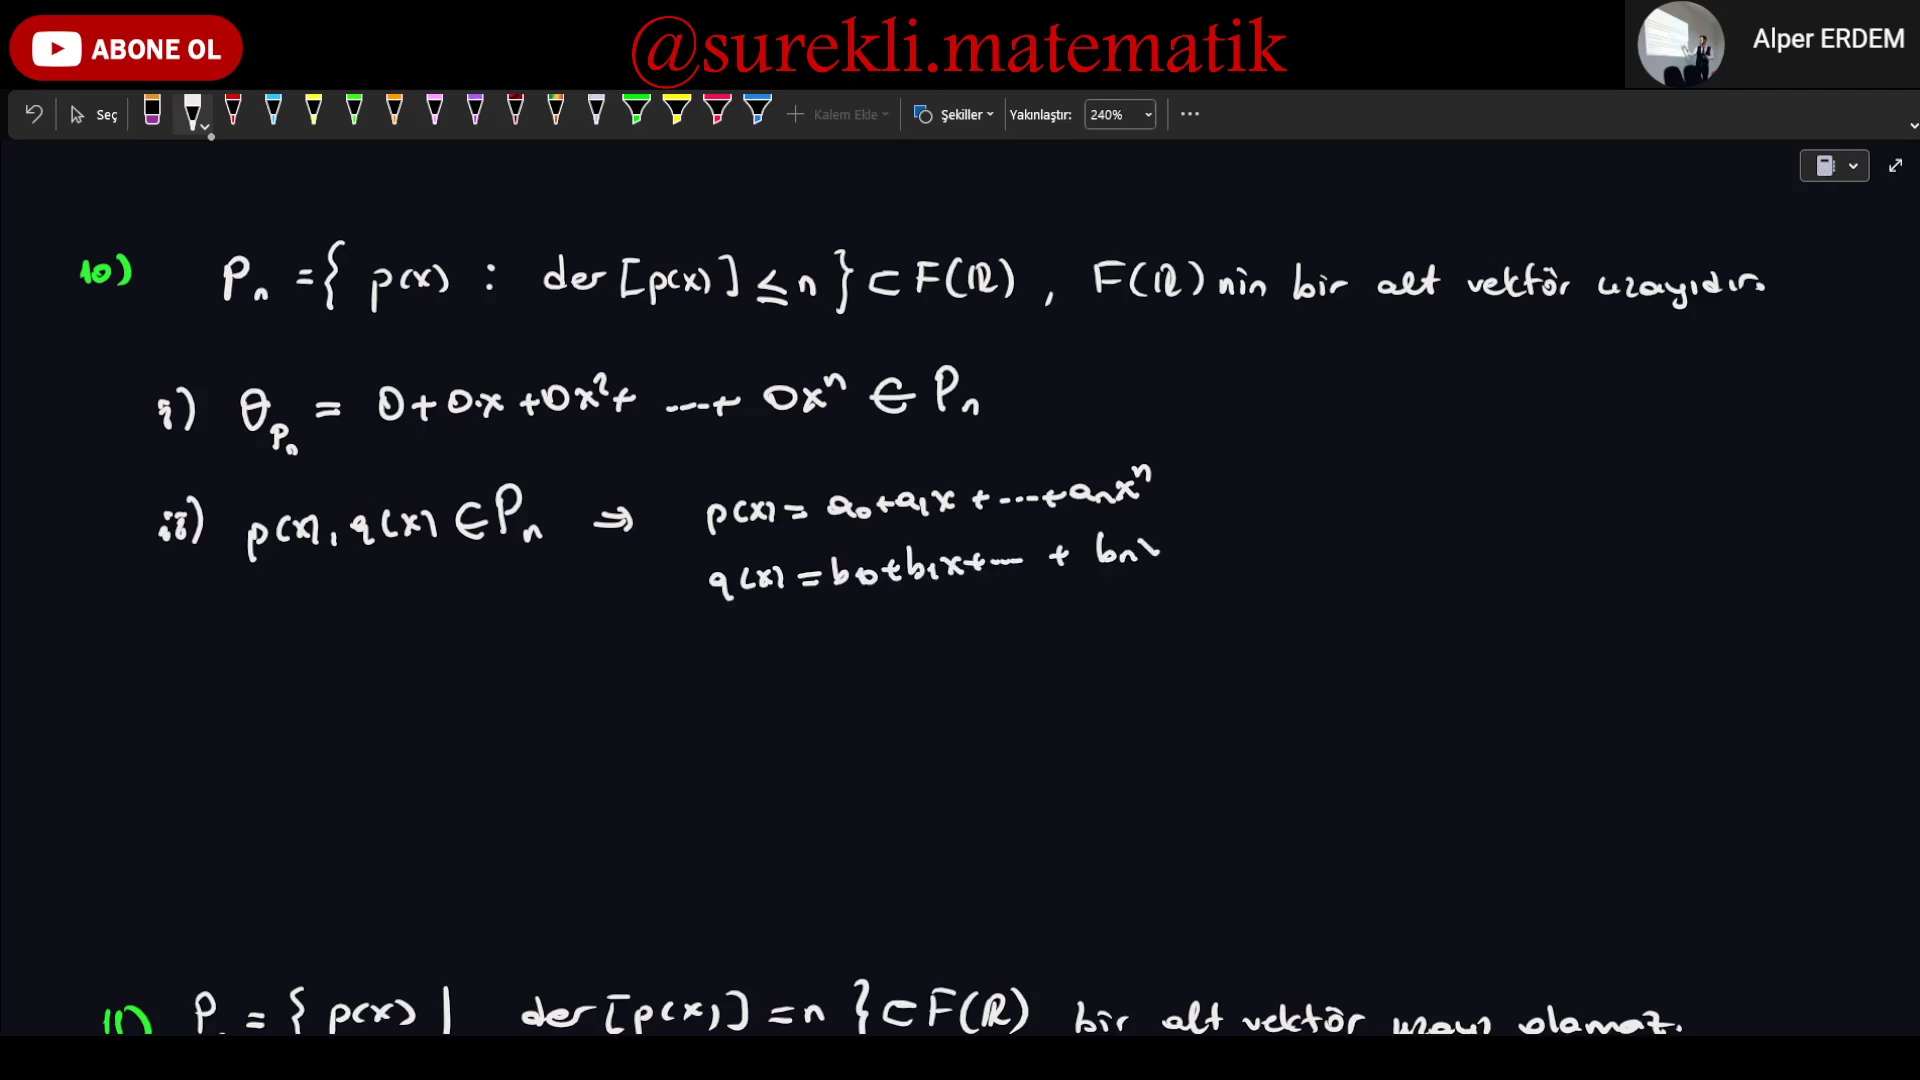 ABONE OL
@surekli.matematik
Alper ERDEM
Seç
Kalem Ekle
Şekiller
Yakınlaştır:
240%
10) Pn = { p(x) : der [p(x)] ≤ n } ⊂ F(ℝ) , F(ℝ) nin bir alt vektör uzayıdır.
i) θPn = 0 + 0.x + 0x² + ...+ 0xⁿ ∈ Pn
ii) p(x), q(x) ∈ Pn ⇒ p(x) = a₀+a₁x + ...+ anxⁿ
q(x) = b₀+b₁x+... + bn
11) P = { p(x) | der [p(x)] = n } ⊂ F(ℝ) bir alt vektör uzayı olamaz.